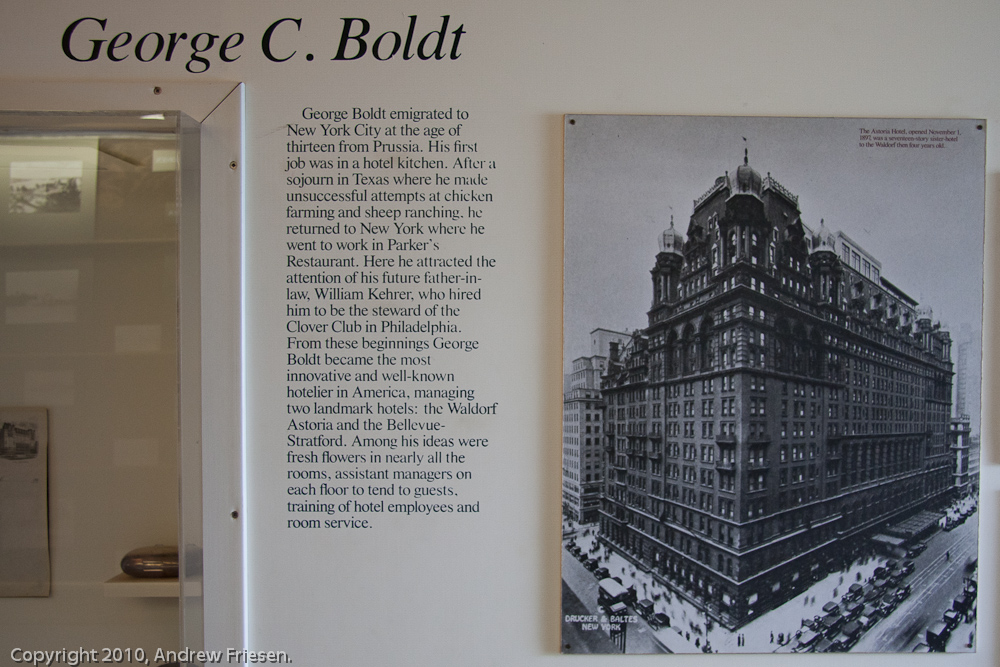 George C. Boldt
George Boldt emigrated to
New York City at the age of
thirteen from Prussia. His first
job was in a hotel kitchen. After a
sojourn in Texas where he made
unsuccessful attempts at chicken
farming and sheep ranching, he
returned to New York where he
went to work in Parker's
Restaurant. Here he attracted the
attention of his future father-in-
law, William Kehrer, who hired
him to be the steward of the
Clover Club in Philadelphia.
From these beginnings George
Boldt became the most
innovative and well-known
hotelier in America, managing
two landmark hotels: the Waldorf
Astoria and the Bellevue-
Stratford. Among his ideas were
fresh flowers in nearly all the
rooms, assistant managers on
each floor to tend to guests,
training of hotel employees and
room service.
The Astoria Hotel, opened November 1,
1897, was a seventeen-story sister-hotel
to the Waldorf then four years old.
DRUCKER & BALTES
NEW YORK
Copyright 2010, Andrew Friesen.